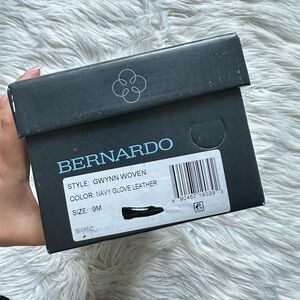 BERNARDO
STYLE: GWYNN WOVEN
COLOR: NAVY GLOVE LEATHER
SIZE: 9M